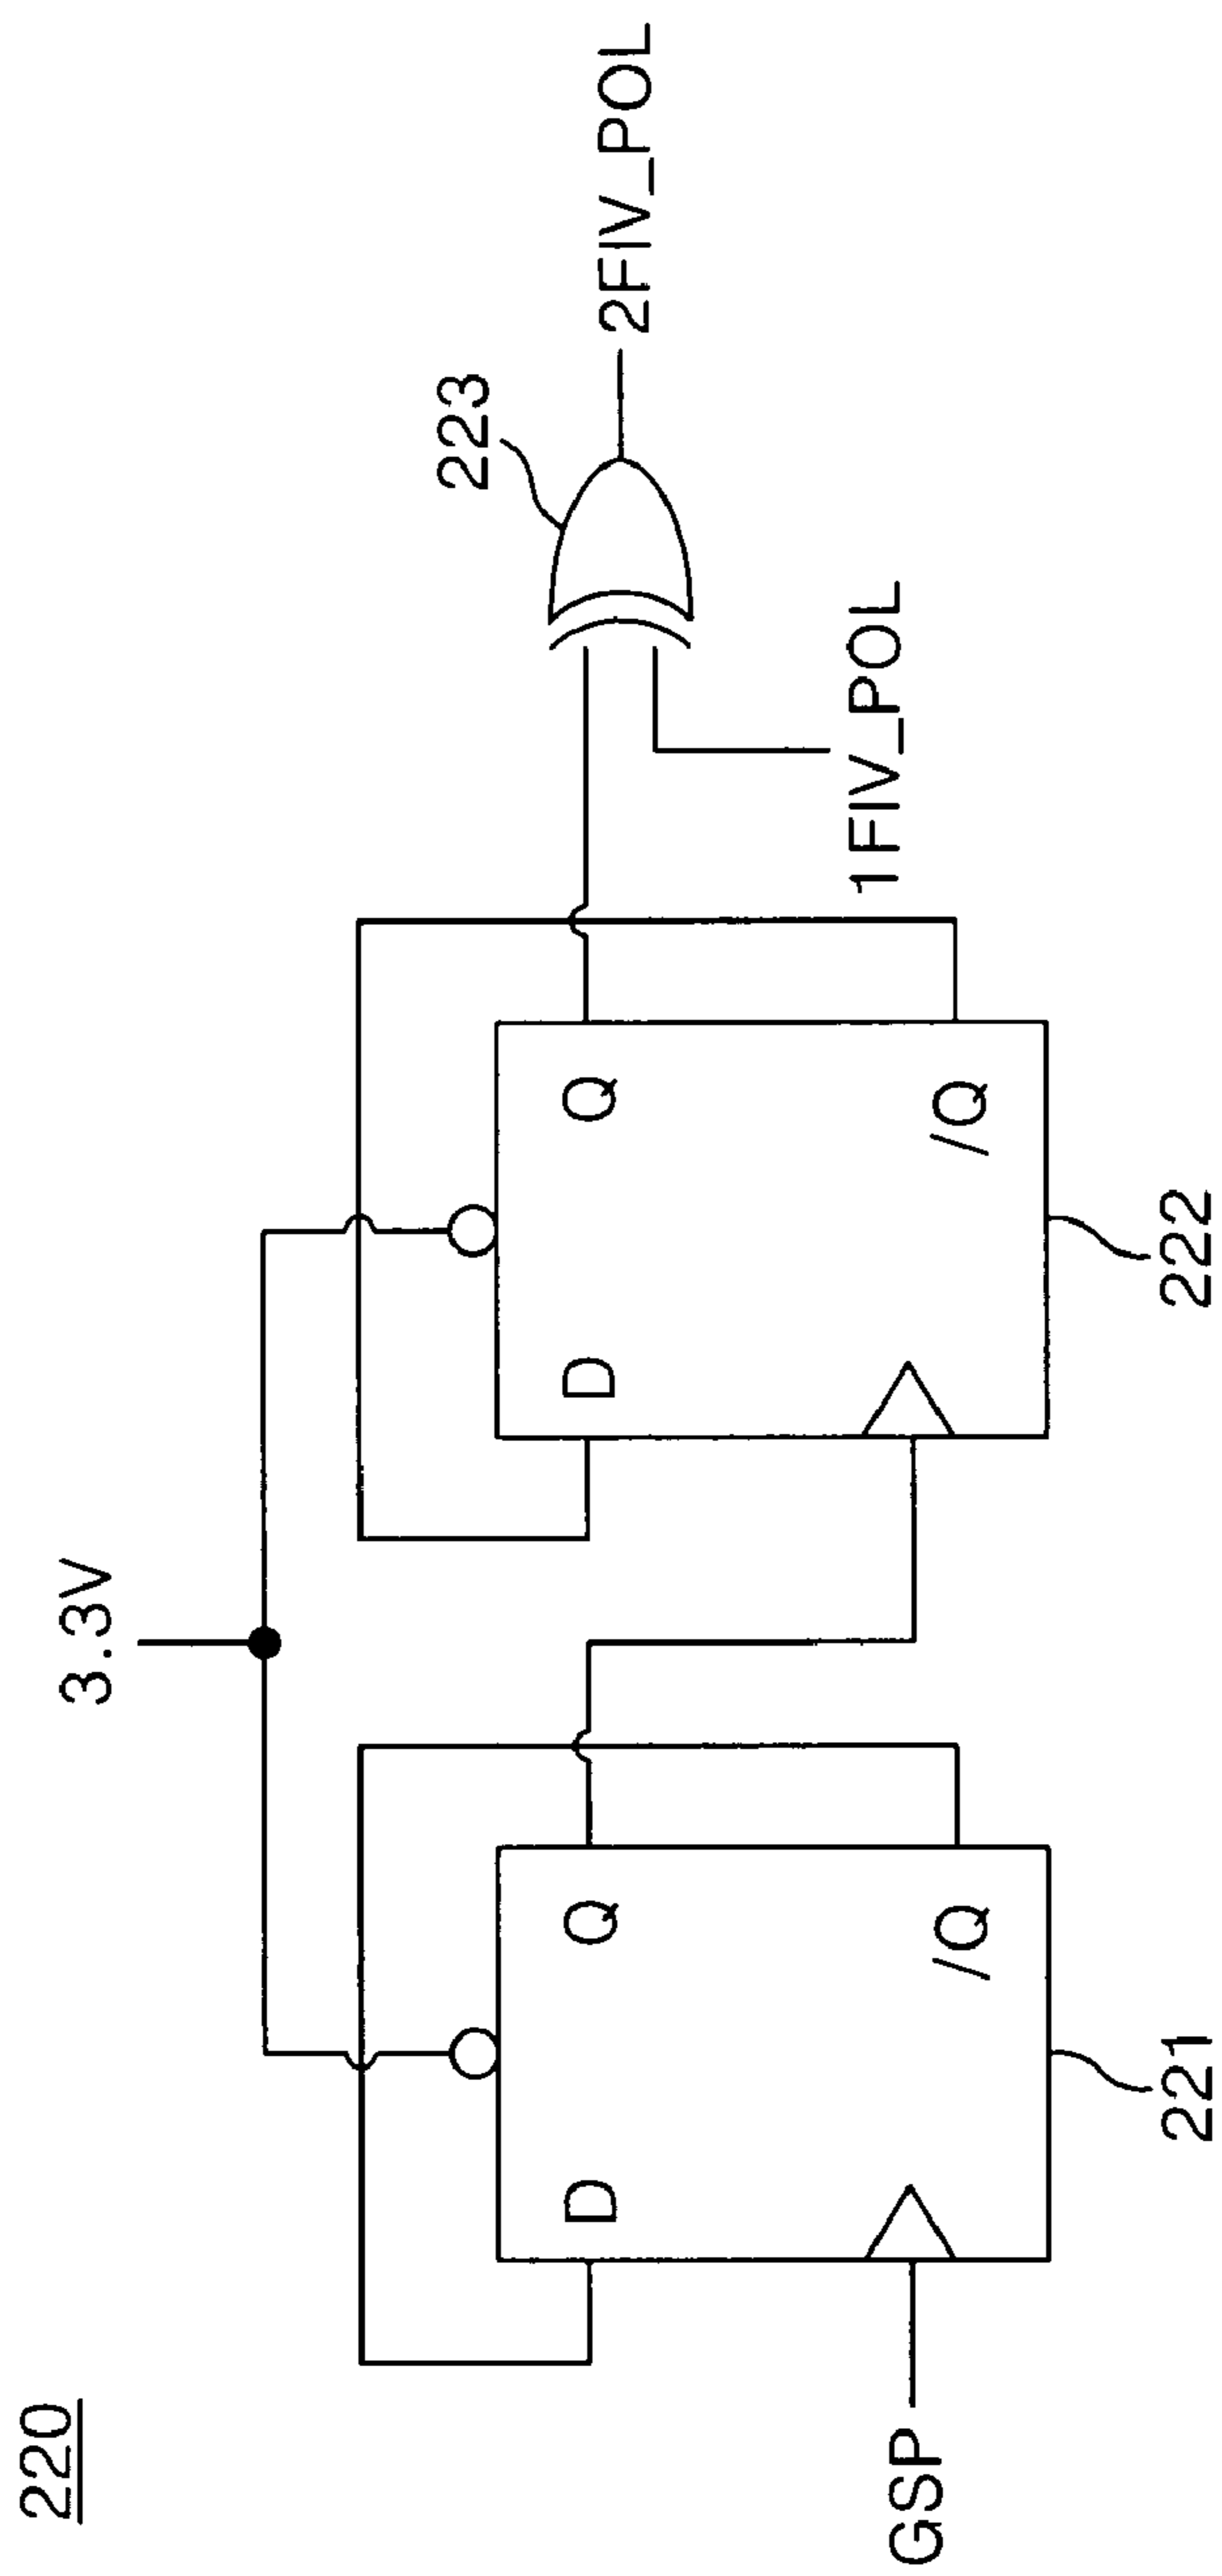 220
3.3V
D
Q
/Q
221
GSP
D
Q
/Q
222
223
1FIV_POL
2FIV_POL